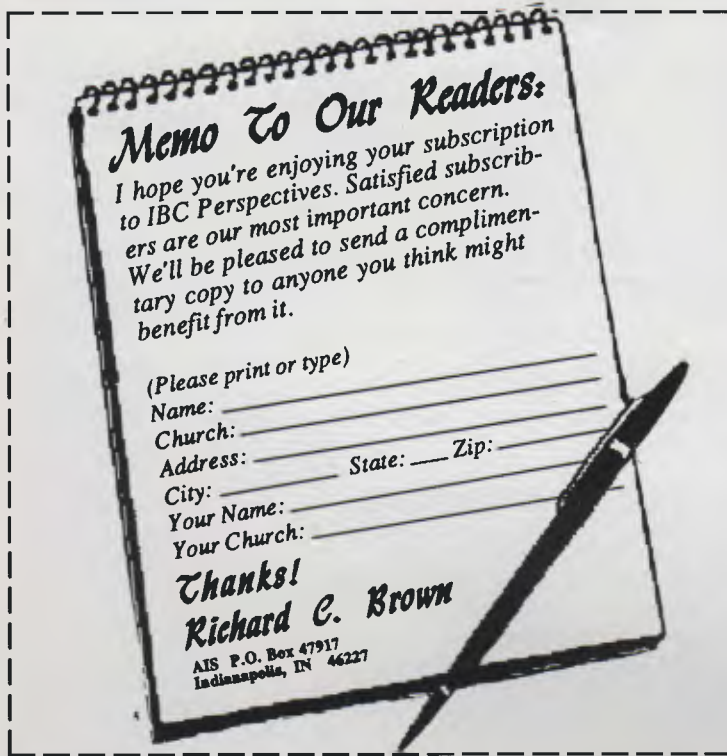 Memo To Our Readers:
I hope you're enjoying your subscription
to IBC Perspectives. Satisfied subscrib-
ers are our most important concern.
We'll be pleased to send a complimen-
tary copy to anyone you think might
benefit from it.
(Please print or type)
Name:
Church:
Address:
City: State: Zip:
Your Name:
Your Church:
Thanks!
Richard C. Brown
AIS P.O. Box 47917
Indianapolis, IN 46227